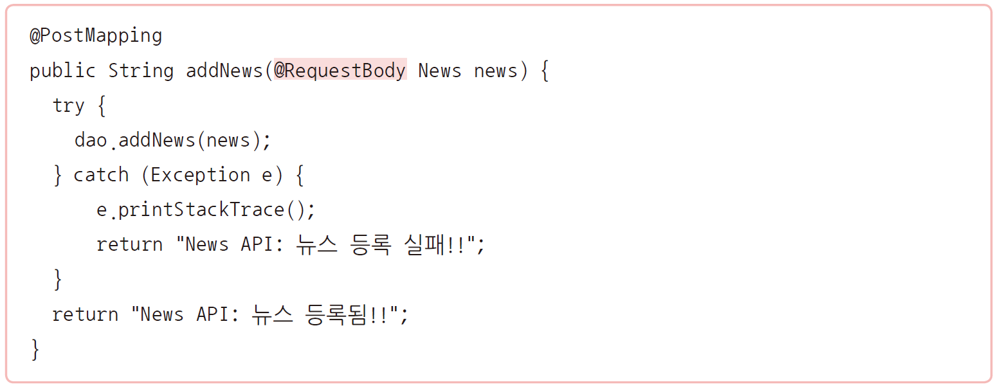 @PostMapping
public String addNews(@RequestBody News news) {
try {
dao.addNews(news);
} catch (Exception e) {
e.printStackTrace();
return "News API: 뉴스 등록 실패!!";
}
return "News API: 뉴스 등록됨!!";
}